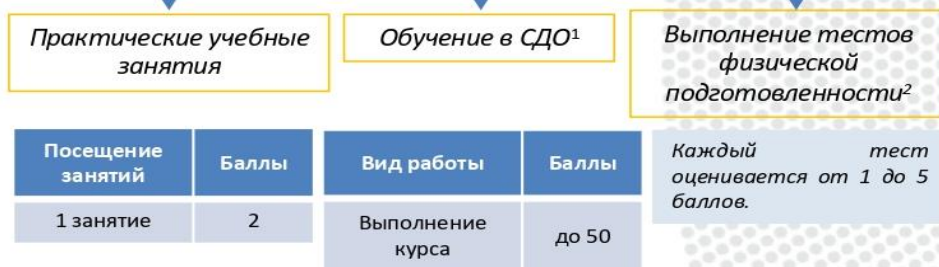 Практические учебные
занятия
Обучение в СДО¹
Выполнение тестов
физической
подготовленности²
Посещение
занятий
Баллы
1 занятие
2
Вид работы
Баллы
Выполнение
курса
до 50
Каждый тест
оценивается от 1 до 5
баллов.